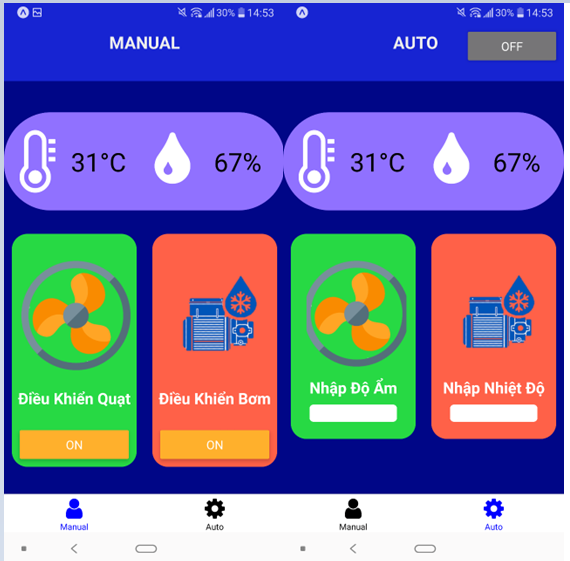 30% 14:53
MANUAL
31°C 67%
Điều Khiển Quạt
ON
Điều Khiển Bơm
ON
Manual
Auto
30% 14:53
AUTO
OFF
31°C 67%
Nhập Độ Ẩm
Nhập Nhiệt Độ
Manual
Auto